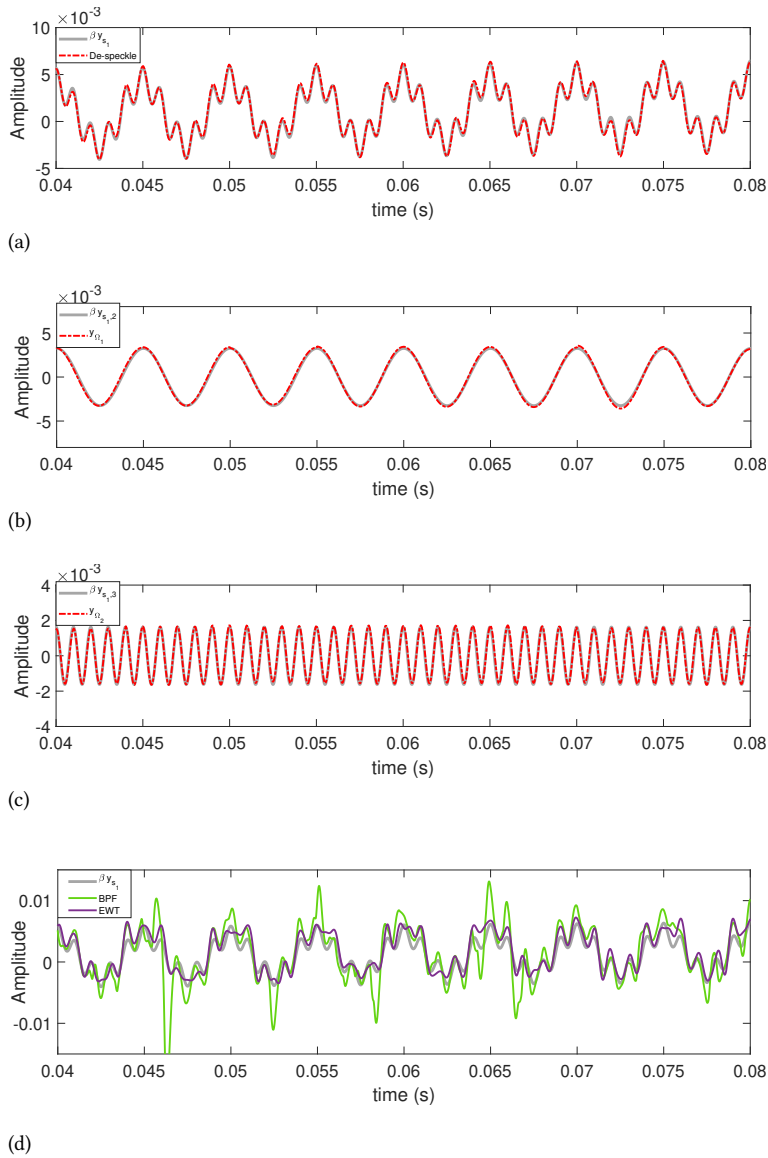 ×10⁻³
β y_{s_1}
De-speckle
Amplitude
10
5
0
-5
0.04 0.045 0.05 0.055 0.06 0.065 0.07 0.075 0.08
time (s)
(a)
×10⁻³
β y_{s_1,2}
y_{Ω_1}
Amplitude
5
0
-5
0.04 0.045 0.05 0.055 0.06 0.065 0.07 0.075 0.08
time (s)
(b)
×10⁻³
β y_{s_1,3}
y_{Ω_2}
Amplitude
4
2
0
-2
-4
0.04 0.045 0.05 0.055 0.06 0.065 0.07 0.075 0.08
time (s)
(c)
β y_{s_1}
BPF
EWT
Amplitude
0.01
0
-0.01
0.04 0.045 0.05 0.055 0.06 0.065 0.07 0.075 0.08
time (s)
(d)